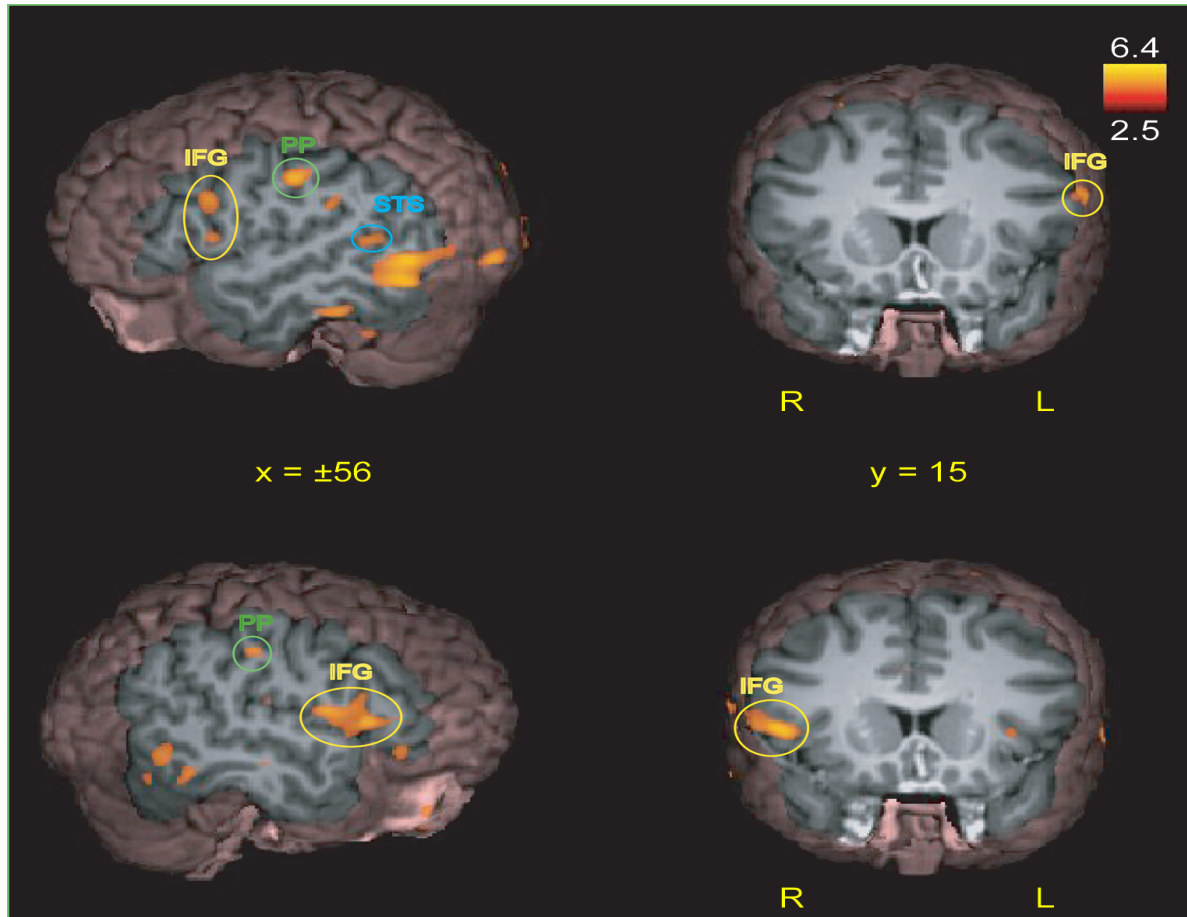 6.4
2.5
IFG
PP
STS
IFG
R
L
x = ±56
y = 15
PP
IFG
IFG
R
L